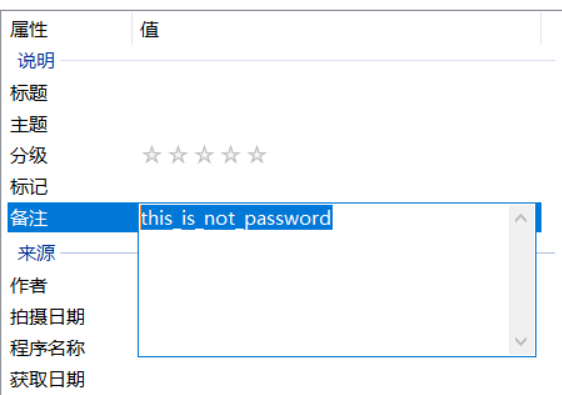 属性 值
说明
标题
主题
分级
标记
备注 this_is_not_password
来源
作者
拍摄日期
程序名称
获取日期